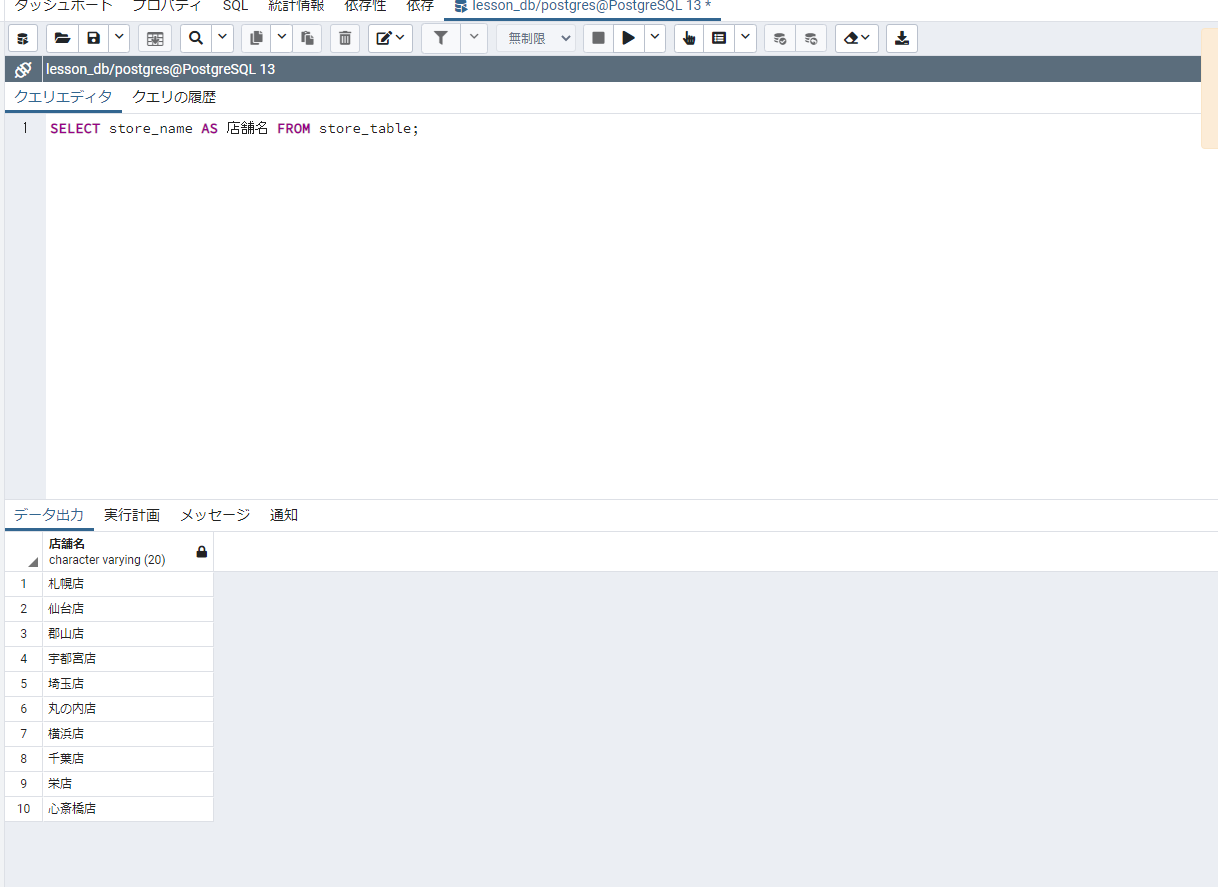 ダッシュボード プロパティ SQL 統計情報 依存性 依存 lesson_db/postgres@PostgreSQL 13 *
無制限
lesson_db/postgres@PostgreSQL 13
クエリエディタ クエリの履歴
1 SELECT store_name AS 店舗名 FROM store_table;
データ出力 実行計画 メッセージ 通知
店舗名
character varying (20)
1 札幌店
2 仙台店
3 郡山店
4 宇都宮店
5 埼玉店
6 丸の内店
7 横浜店
8 千葉店
9 栄店
10 心斎橋店